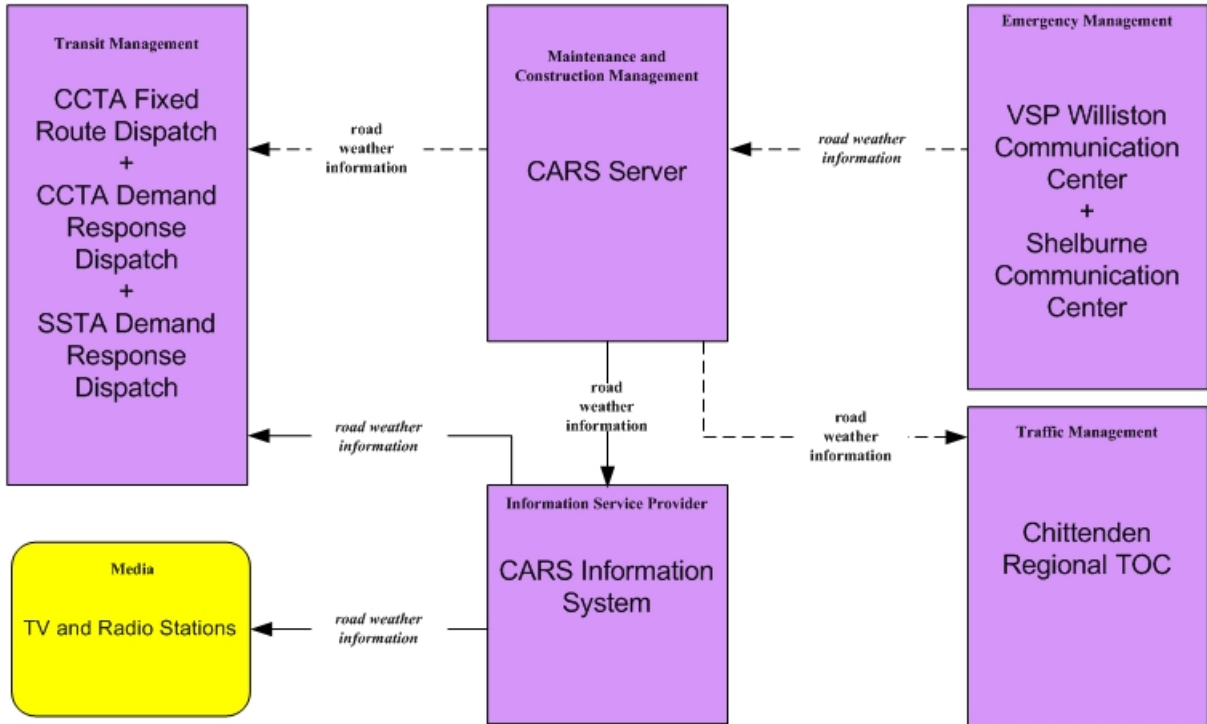 Transit Management
CCTA Fixed
Route Dispatch
+
CCTA Demand
Response
Dispatch
+
SSTA Demand
Response
Dispatch
road
weather
information
Maintenance and
Construction Management
CARS Server
road weather
information
Emergency Management
VSP Williston
Communication
Center
+
Shelburne
Communication
Center
road weather
information
road
weather
information
road
weather
information
Traffic Management
Chittenden
Regional TOC
Information Service Provider
CARS Information
System
Media
TV and Radio Stations
road weather
information